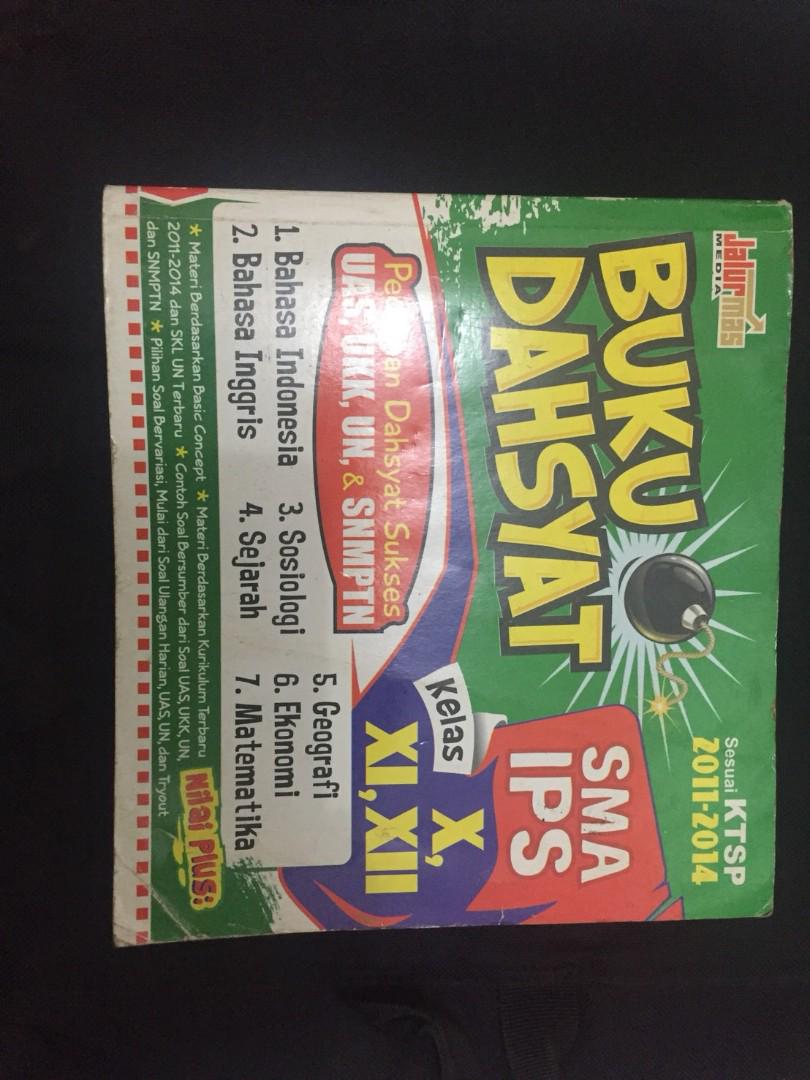 Jalur mas
MEDIA
Sesuai KTSP
2011-2014
BUKU
DAHSYAT
SMA
IPS
Kelas
X,
XI, XII
Dahsyat Sukses
UAS, UKK, UN, & SNMPTN
1. Bahasa Indonesia
2. Bahasa Inggris
3. Sosiologi
4. Sejarah
5. Geografi
6. Ekonomi
7. Matematika
Nilai Plus:
★ Materi Berdasarkan Basic Concept ★ Materi Berdasarkan Kurikulum Terbaru
2011-2014 dan SKL UN Terbaru ★ Contoh Soal Bersumber dari Soal UAS, UKK, UN,
dan SNMPTN ★ Pilihan Soal Bervariasi, Mulai dari Soal Ulangan Harian, UAS, UN, dan Tryout